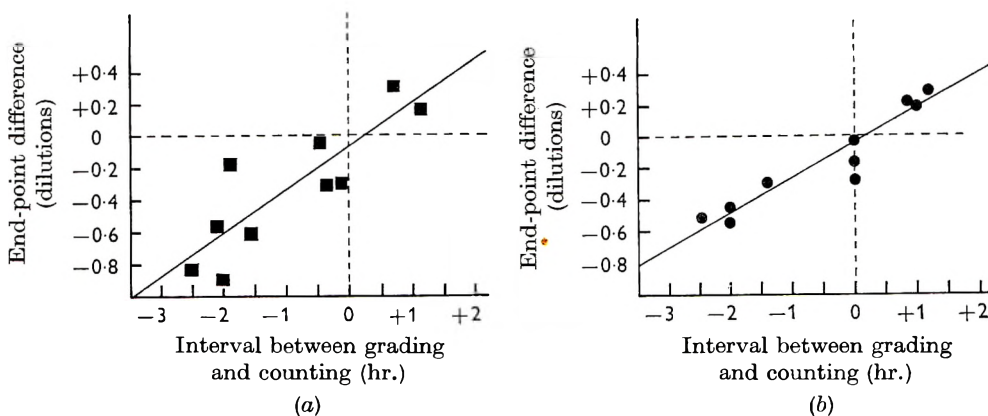 End-point difference
(dilutions)
+0·4
+0·2
0
−0·2
−0·4
−0·6
−0·8
−3
−2
−1
0
+1
+2
Interval between grading
and counting (hr.)
(a)
End-point difference
(dilutions)
+0·4
+0·2
0
−0·2
−0·4
−0·6
−0·8
−3
−2
−1
0
+1
+2
Interval between grading
and counting (hr.)
(b)